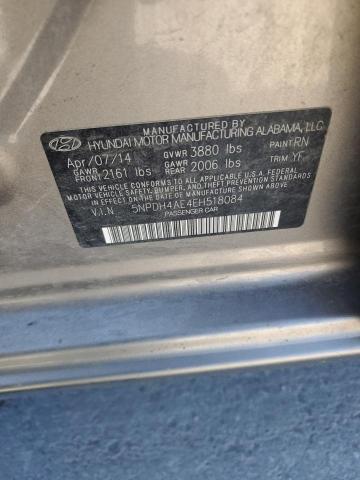 MANUFACTURED BY
HYUNDAI MOTOR MANUFACTURING ALABAMA, LLC
Apr/07/14 GVWR 3880 lbs PAINT RN
GAWR FRONT 2161 lbs GAWR REAR 2006 lbs TRIM YF
THIS VEHICLE CONFORMS TO ALL APPLICABLE U.S. FEDERAL
MOTOR VEHICLE SAFETY, BUMPER, AND THEFT PREVENTION
STANDARDS IN EFFECT ON THE DATE OF MANUFACTURE SHOWN ABOVE.
V.I.N 5NPDH4AE4EH518084
PASSENGER CAR